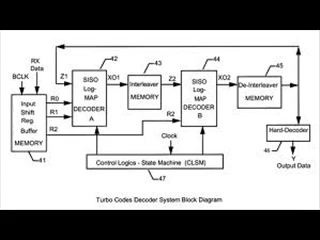 RX
Data
BCLK
Z1
42
SISO
Log-
MAP
DECODER
A
XO1
43
Interleaver
MEMORY
Z2
44
SISO
Log-
MAP
DECODER
B
XO2
45
De-Interleaver
MEMORY
Input
Shift
Reg.
Buffer
MEMORY
41
R0
R1
R2
R2
Clock
Control Logics - State Machine (CLSM)
47
Hard-Decoder
Y
Output Data
Turbo Codes Decoder System Block Diagram